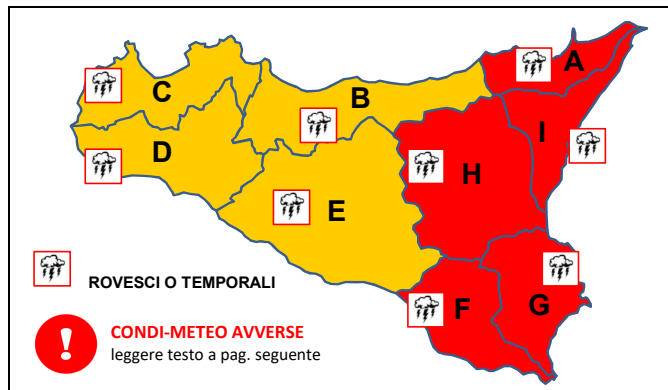 A
C
B
I
D
H
E
F
G
ROVESCI O TEMPORALI
!
CONDI-METEO AVVERSE
leggere testo a pag. seguente